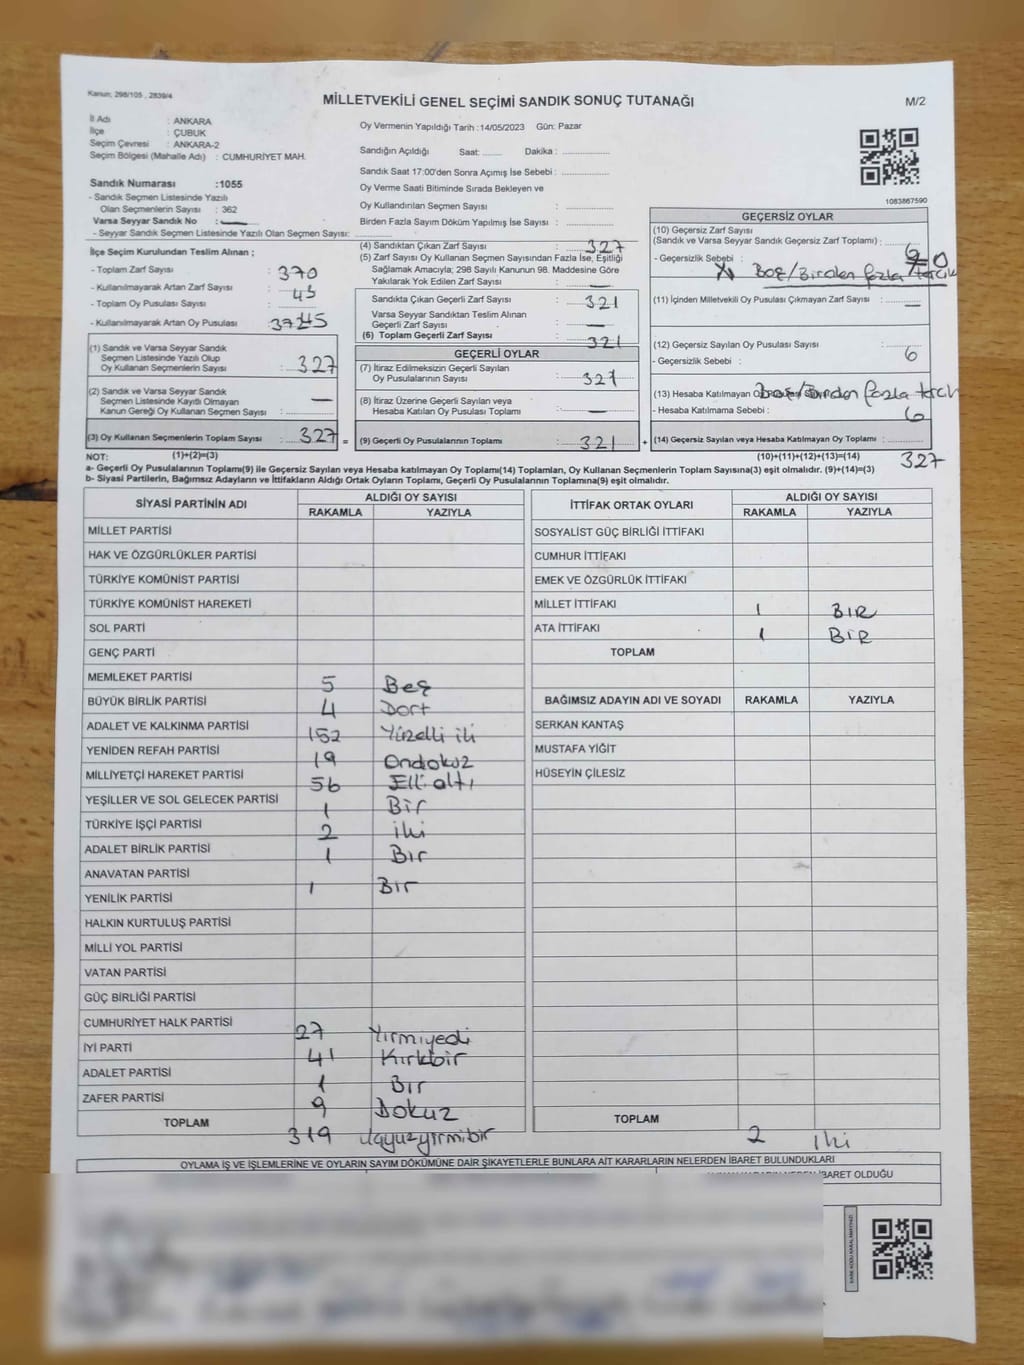 Kanun; 298/105 , 2839/4
MİLLETVEKİLİ GENEL SEÇİMİ SANDIK SONUÇ TUTANAĞI
M/2
İl Adı : ANKARA
İlçe : ÇUBUK
Seçim Çevresi : ANKARA-2
Seçim Bölgesi (Mahalle Adı) : CUMHURİYET MAH.
Sandık Numarası :1055
- Sandık Seçmen Listesinde Yazılı
Olan Seçmenlerin Sayısı : 362
Varsa Seyyar Sandık No :
- Seyyar Sandık Seçmen Listesinde Yazılı Olan Seçmen Sayısı:
Oy Vermenin Yapıldığı Tarih :14/05/2023 Gün: Pazar
Sandığın Açıldığı Saat: Dakika :
Sandık Saat 17:00'den Sonra Açımış İse Sebebi :
Oy Verme Saati Bitiminde Sırada Bekleyen ve
Oy Kullandırılan Seçmen Sayısı :
Birden Fazla Sayım Döküm Yapılmış İse Sayısı :
1083867590
İlçe Seçim Kurulundan Teslim Alınan ;
- Toplam Zarf Sayısı : 370
- Kullanılmayarak Artan Zarf Sayısı : 43
- Toplam Oy Pusulası Sayısı :
- Kullanılmayarak Artan Oy Pusulası :
(1) Sandık ve Varsa Seyyar Sandık
Seçmen Listesinde Yazılı Olup
Oy Kullanan Seçmenlerin Sayısı : 327
(2) Sandık ve Varsa Seyyar Sandık
Seçmen Listesinde Kayıtlı Olmayan —
Kanun Gereği Oy Kullanan Seçmen Sayısı :
(3) Oy Kullanan Seçmenlerin Toplam Sayısı : 327 =
(4) Sandıktan Çıkan Zarf Sayısı : 327
(5) Zarf Sayısı Oy Kullanan Seçmen Sayısından Fazla İse, Eşitliği
Sağlamak Amacıyla; 298 Sayılı Kanunun 98. Maddesine Göre
Yakılarak Yok Edilen Zarf Sayısı : —
Sandıkta Çıkan Geçerli Zarf Sayısı : 321
Varsa Seyyar Sandıktan Teslim Alınan
Geçerli Zarf Sayısı : —
(6) Toplam Geçerli Zarf Sayısı : 321
GEÇERLİ OYLAR
(7) İtiraz Edilmeksizin Geçerli Sayılan
Oy Pusulalarının Sayısı : 321
(8) İtiraz Üzerine Geçerli Sayılan veya
Hesaba Katılan Oy Pusulası Toplamı : —
(9) Geçerli Oy Pusulalarının Toplamı : 321 +
GEÇERSİZ OYLAR
(10) Geçersiz Zarf Sayısı
(Sandık ve Varsa Seyyar Sandık Geçersiz Zarf Toplamı) :
- Geçersizlik Sebebi : 0
Boş/Birden fazla tercih
(11) İçinden Milletvekili Oy Pusulası Çıkmayan Zarf Sayısı : —
(12) Geçersiz Sayılan Oy Pusulası Sayısı : 6
- Geçersizlik Sebebi :
Boş/Birden fazla tercih
(13) Hesaba Katılmayan
- Hesaba Katılmama Sebebi : 6
(14) Geçersiz Sayılan veya Hesaba Katılmayan Oy Toplamı :
NOT: (1)+(2)=(3)
(10)+(11)+(12)+(13)=(14) 327
a- Geçerli Oy Pusulalarının Toplamı(9) ile Geçersiz Sayılan veya Hesaba katılmayan Oy Toplamı(14) Toplamları, Oy Kullanan Seçmenlerin Toplam Sayısına(3) eşit olmalıdır. (9)+(14)=(3)
b- Siyasi Partilerin, Bağımsız Adayların ve İttifakların Aldığı Ortak Oyların Toplamı, Geçerli Oy Pusulalarının Toplamına(9) eşit olmalıdır.
SİYASİ PARTİNİN ADI ALDIĞI OY SAYISI
RAKAMLA YAZIYLA
MİLLET PARTİSİ
HAK VE ÖZGÜRLÜKLER PARTİSİ
TÜRKİYE KOMÜNİST PARTİSİ
TÜRKİYE KOMÜNİST HAREKETİ
SOL PARTİ
GENÇ PARTİ
MEMLEKET PARTİSİ 5 Beş
BÜYÜK BİRLİK PARTİSİ 4 Dört
ADALET VE KALKINMA PARTİSİ 152 Yüzelli iki
YENİDEN REFAH PARTİSİ 19 Ondokuz
MİLLİYETÇİ HAREKET PARTİSİ 56 Elli altı
YEŞİLLER VE SOL GELECEK PARTİSİ 1 Bir
TÜRKİYE İŞÇİ PARTİSİ 2 iki
ADALET BİRLİK PARTİSİ 1 Bir
ANAVATAN PARTİSİ 1 Bir
YENİLİK PARTİSİ
HALKIN KURTULUŞ PARTİSİ
MİLLİ YOL PARTİSİ
VATAN PARTİSİ
GÜÇ BİRLİĞİ PARTİSİ
CUMHURİYET HALK PARTİSİ 27 Yirmiyedi
İYİ PARTİ 41 Kırkbir
ADALET PARTİSİ 1 Bir
ZAFER PARTİSİ 9 Dokuz
TOPLAM 319 üçyüzyirmibir
İTTİFAK ORTAK OYLARI ALDIĞI OY SAYISI
RAKAMLA YAZIYLA
SOSYALİST GÜÇ BİRLİĞİ İTTİFAKI
CUMHUR İTTİFAKI
EMEK VE ÖZGÜRLÜK İTTİFAKI
MİLLET İTTİFAKI 1 BİR
ATA İTTİFAKI 1 BİR
TOPLAM
BAĞIMSIZ ADAYIN ADI VE SOYADI RAKAMLA YAZIYLA
SERKAN KANTAŞ
MUSTAFA YİĞİT
HÜSEYİN ÇİLESİZ
TOPLAM 2 iki
OYLAMA İŞ VE İŞLEMLERİNE VE OYLARIN SAYIM DÖKÜMÜNE DAİR ŞİKAYETLERLE BUNLARA AİT KARARLARIN NELERDEN İBARET BULUNDUKLARI
İBARET OLDUĞU